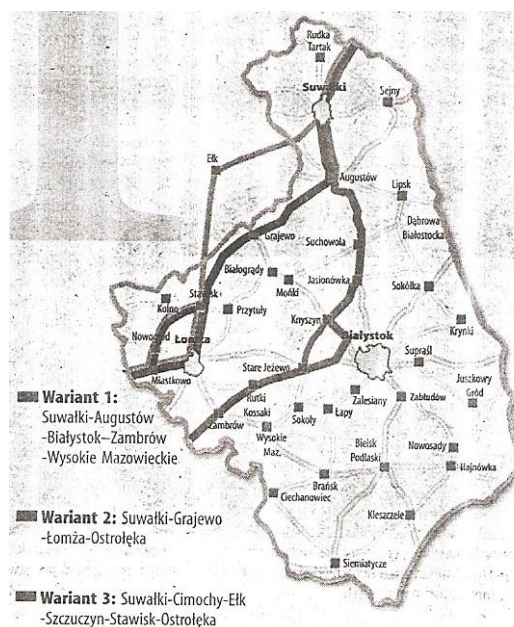 Rudka
Tartak
Suwałki
Sejny
Ełk
Augustów
Lipsk
Dąbrowa
Białostocka
Grajewo
Suchowola
Białogrądy
Mońki
Jasionówka
Stawisk
Kolno
Przytuły
Sokółka
Knyszyn
Krynki
Nowogród
Łomża
Białystok
Supraśl
Miastkowo
Stare Jeżewo
Juszkowy
Gród
Zalesiany
Zabłudów
Rutki
Kossaki
Sokoły
Łapy
Zambrów
Wysokie
Maz.
Bielsk
Podlaski
Nowosady
Hajnówka
Brańsk
Ciechanowiec
Kleszczele
Siemiatycze
Wariant 1:
Suwałki-Augustów
-Białystok-Zambrów
-Wysokie Mazowieckie
Wariant 2: Suwałki-Grajewo
-Łomża-Ostrołęka
Wariant 3: Suwałki-Cimochy-Ełk
-Szczuczyn-Stawisk-Ostrołęka